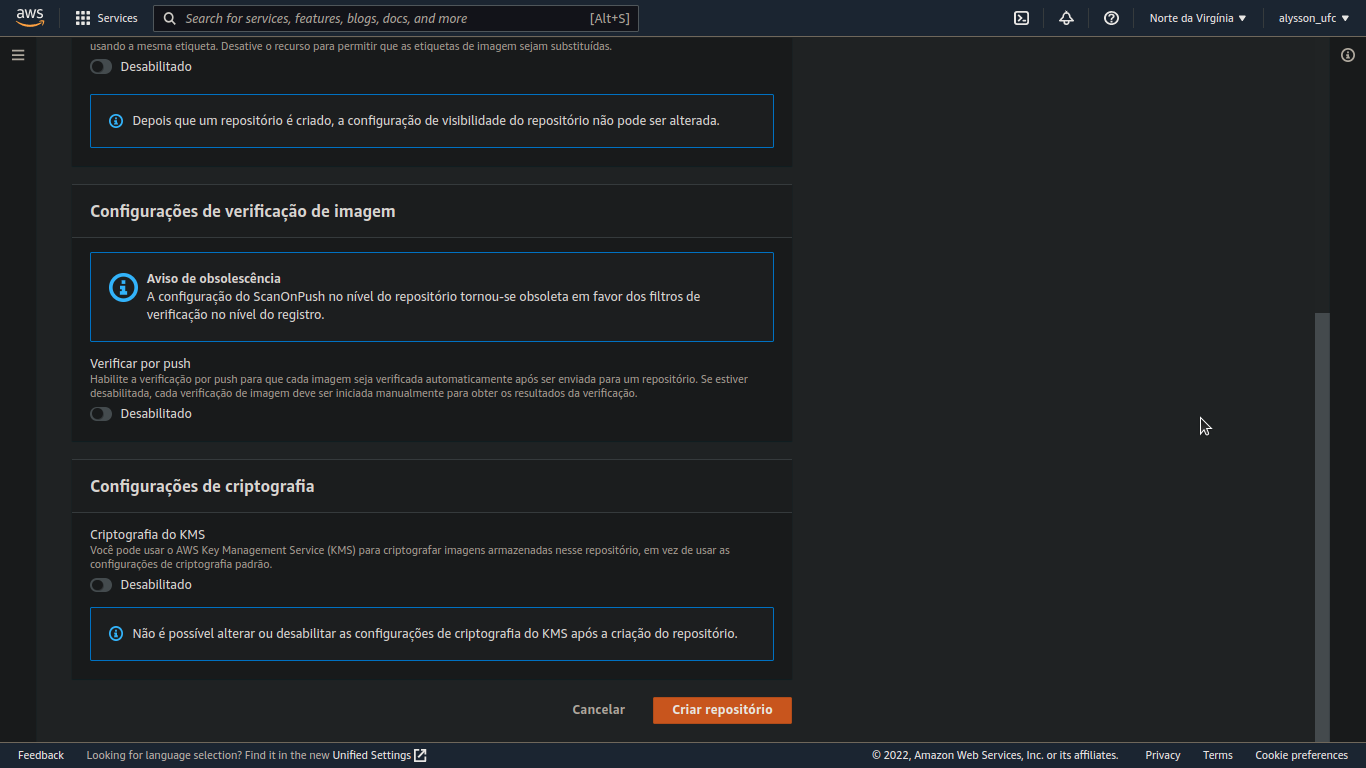 aws
Services
Search for services, features, blogs, docs, and more
[Alt+S]
Norte da Virgínia
alysson_ufc
usando a mesma etiqueta. Desative o recurso para permitir que as etiquetas de imagem sejam substituídas.
Desabilitado
Depois que um repositório é criado, a configuração de visibilidade do repositório não pode ser alterada.
Configurações de verificação de imagem
Aviso de obsolescência
A configuração do ScanOnPush no nível do repositório tornou-se obsoleta em favor dos filtros de
verificação no nível do registro.
Verificar por push
Habilite a verificação por push para que cada imagem seja verificada automaticamente após ser enviada para um repositório. Se estiver
desabilitada, cada verificação de imagem deve ser iniciada manualmente para obter os resultados da verificação.
Desabilitado
Configurações de criptografia
Criptografia do KMS
Você pode usar o AWS Key Management Service (KMS) para criptografar imagens armazenadas nesse repositório, em vez de usar as
configurações de criptografia padrão.
Desabilitado
Não é possível alterar ou desabilitar as configurações de criptografia do KMS após a criação do repositório.
Cancelar
Criar repositório
Feedback
Looking for language selection? Find it in the new Unified Settings
© 2022, Amazon Web Services, Inc. or its affiliates.
Privacy
Terms
Cookie preferences